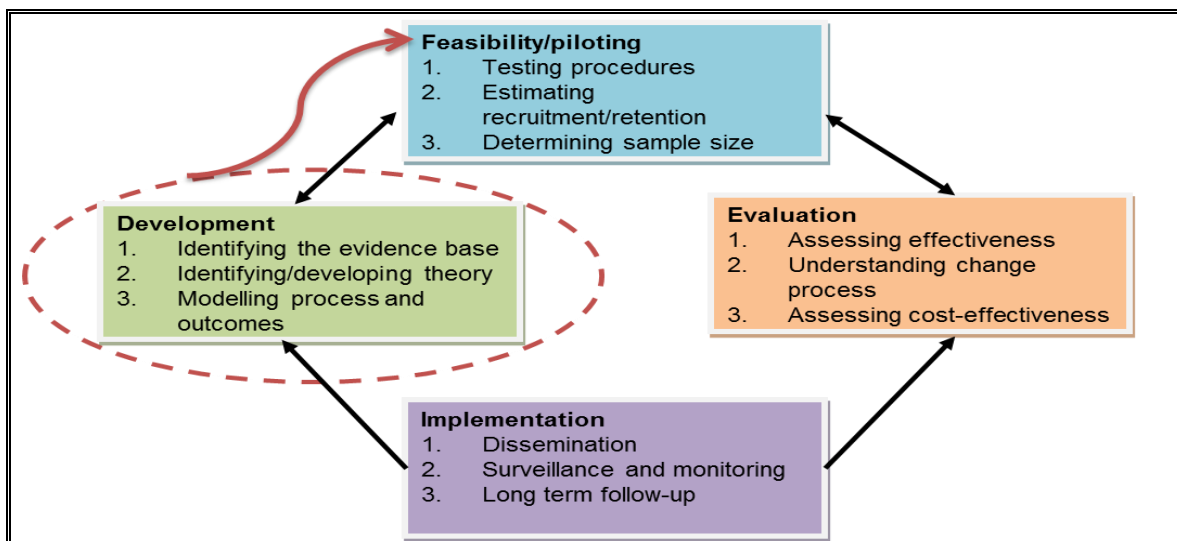 Feasibility/piloting
1. Testing procedures
2. Estimating
recruitment/retention
3. Determining sample size
Development
1. Identifying the evidence base
2. Identifying/developing theory
3. Modelling process and
outcomes
Evaluation
1. Assessing effectiveness
2. Understanding change
process
3. Assessing cost-effectiveness
Implementation
1. Dissemination
2. Surveillance and monitoring
3. Long term follow-up